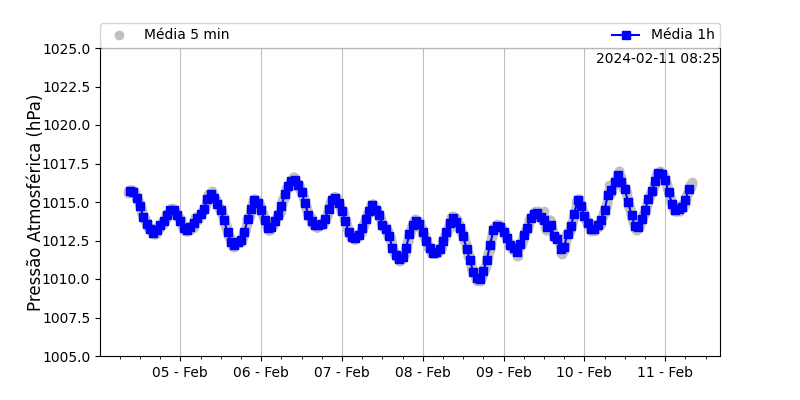 Média 5 min
Média 1h
2024-02-11 08:25
Pressão Atmosférica (hPa)
1025.0
1022.5
1020.0
1017.5
1015.0
1012.5
1010.0
1007.5
1005.0
05 - Feb
06 - Feb
07 - Feb
08 - Feb
09 - Feb
10 - Feb
11 - Feb